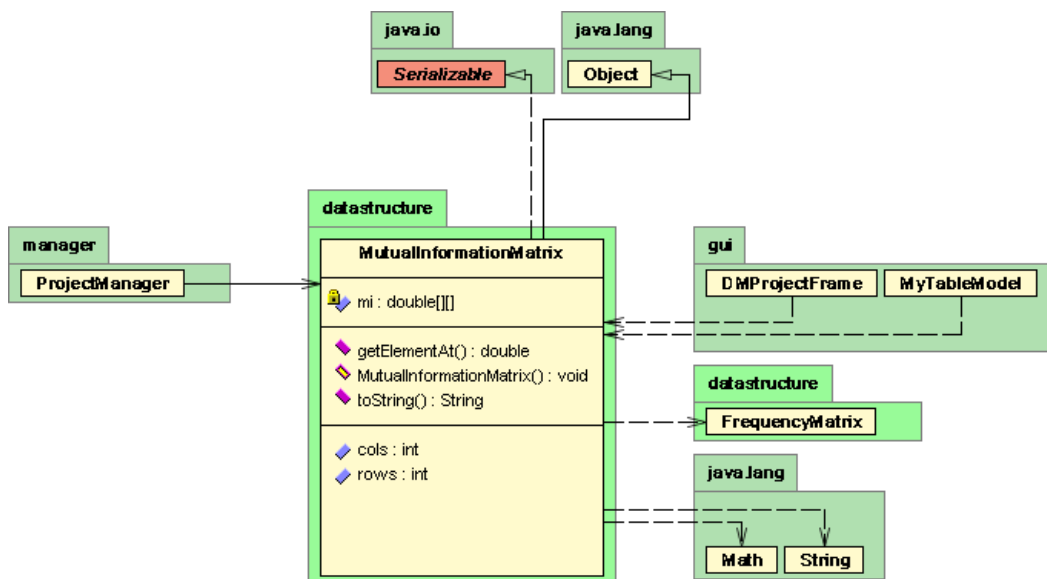 java.io
Serializable
java.lang
Object
datastructure
MutualInformationMatrix
mi : double[][]
getElementAt() : double
MutualInformationMatrix() : void
toString() : String
cols : int
rows : int
manager
ProjectManager
gui
DMProjectFrame
MyTableModel
datastructure
FrequencyMatrix
java.lang
Math
String